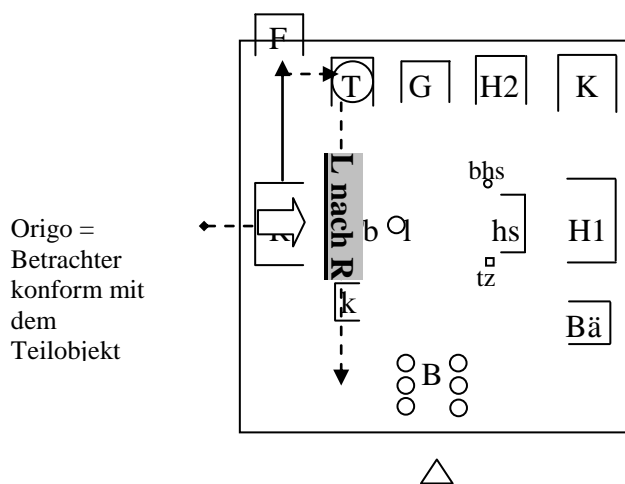 F
T G H2 K
L nach R
bhs
b l hs H1
Origo =
Betrachter
konform mit
dem
Teilobjekt
tz
k
Bä
B